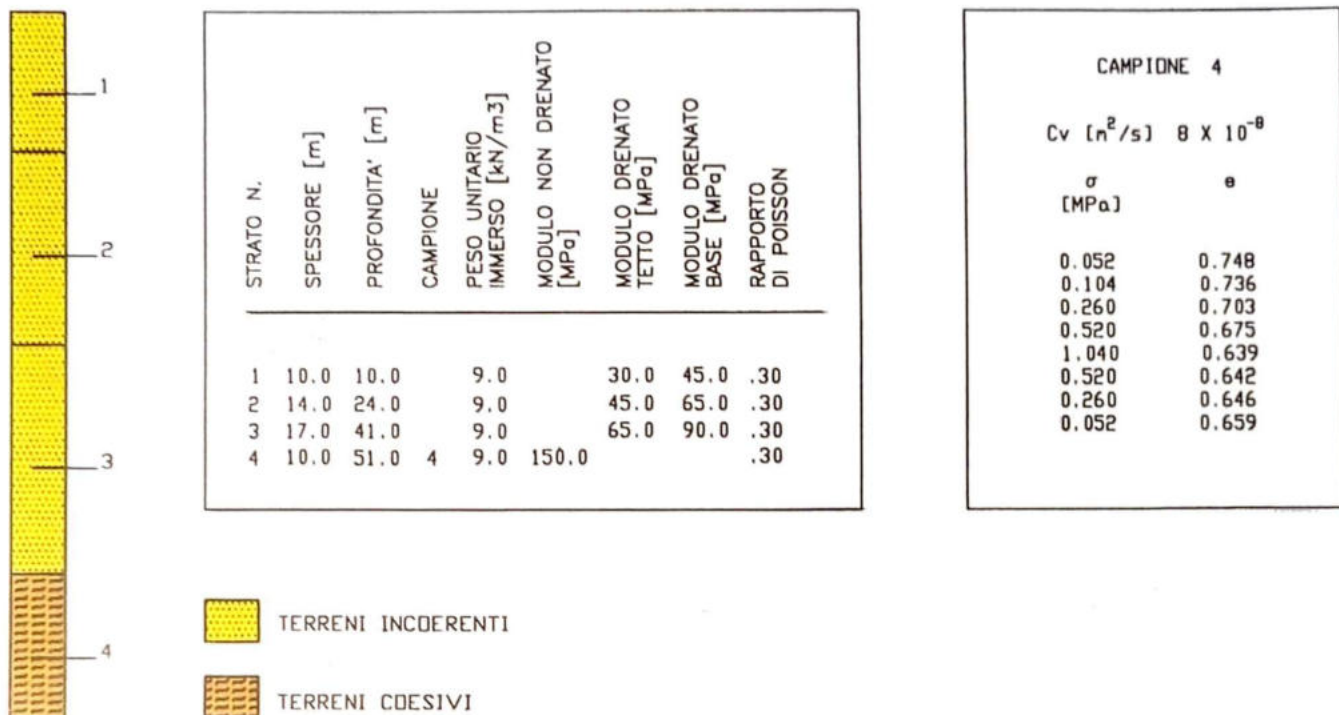 1
2
3
4
STRATO N.
SPESSORE [m]
PROFONDITA' [m]
CAMPIONE
PESO UNITARIO
IMMERSO [kN/m3]
MODULO NON DRENATO
[MPa]
MODULO DRENATO
TETTO [MPa]
MODULO DRENATO
BASE [MPa]
RAPPORTO
DI POISSON
1 10.0 10.0 9.0 30.0 45.0 .30
2 14.0 24.0 9.0 45.0 65.0 .30
3 17.0 41.0 9.0 65.0 90.0 .30
4 10.0 51.0 4 9.0 150.0 .30
CAMPIONE 4
Cv [m²/s] 8 X 10⁻⁸
σ e
[MPa]
0.052 0.748
0.104 0.736
0.260 0.703
0.520 0.675
1.040 0.639
0.520 0.642
0.260 0.646
0.052 0.659
TERRENI INCOERENTI
TERRENI COESIVI